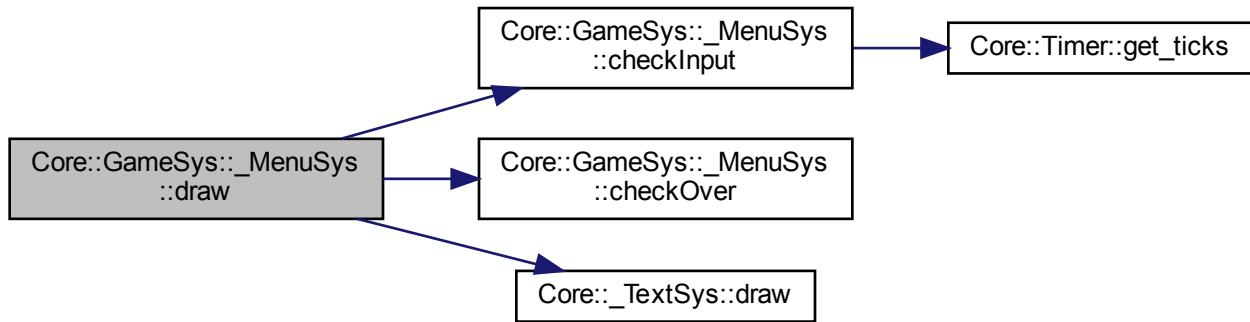 Core::GameSys::_MenuSys
::draw
Core::GameSys::_MenuSys
::checkInput
Core::Timer::get_ticks
Core::GameSys::_MenuSys
::checkOver
Core::_TextSys::draw